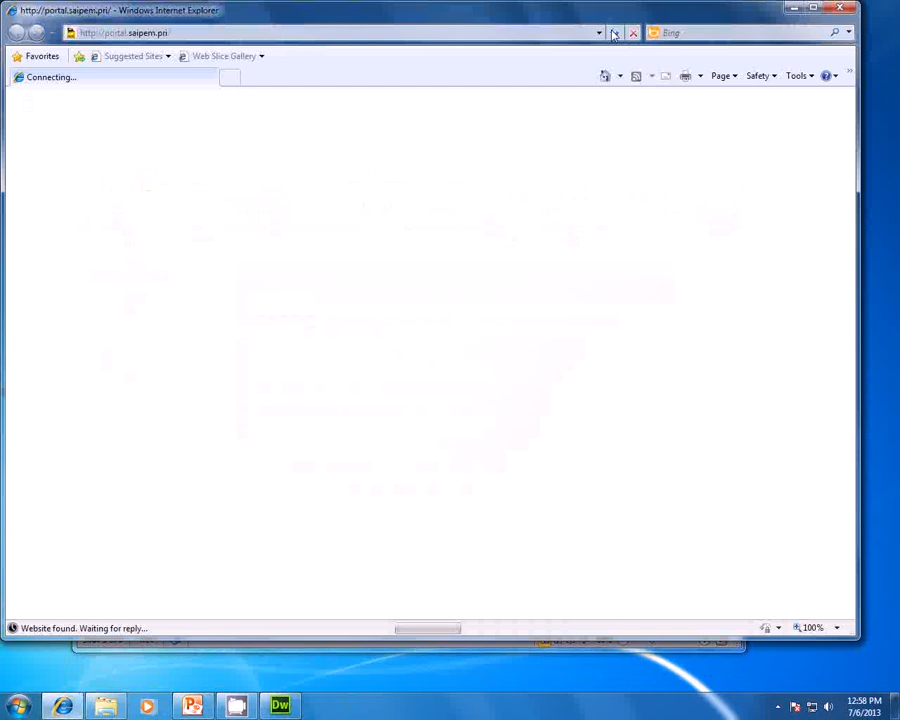 http://portal.saipem.pri/ - Windows Internet Explorer
http://portal.saipem.pri
Bing
Favorites
Suggested Sites
Web Slice Gallery
Connecting...
Page
Safety
Tools
Website found. Waiting for reply...
100%
Dw
12:58 PM
7/6/2013